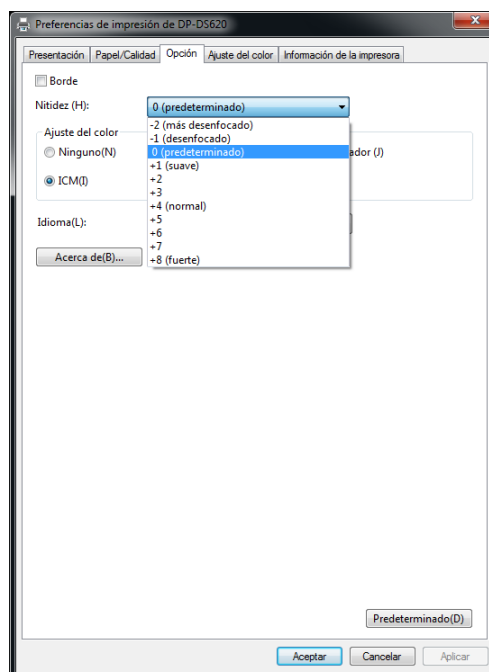 Preferencias de impresión de DP-DS620
Presentación Papel/Calidad Opción Ajuste del color Información de la impresora
Borde
Nitidez (H): 0 (predeterminado)
-2 (más desenfocado)
-1 (desenfocado)
0 (predeterminado)
+1 (suave)
+2
+3
+4 (normal)
+5
+6
+7
+8 (fuerte)
Ajuste del color
Ninguno(N) ador (J)
ICM(I)
Idioma(L):
Acerca de(B)...
Predeterminado(D)
Aceptar Cancelar Aplicar